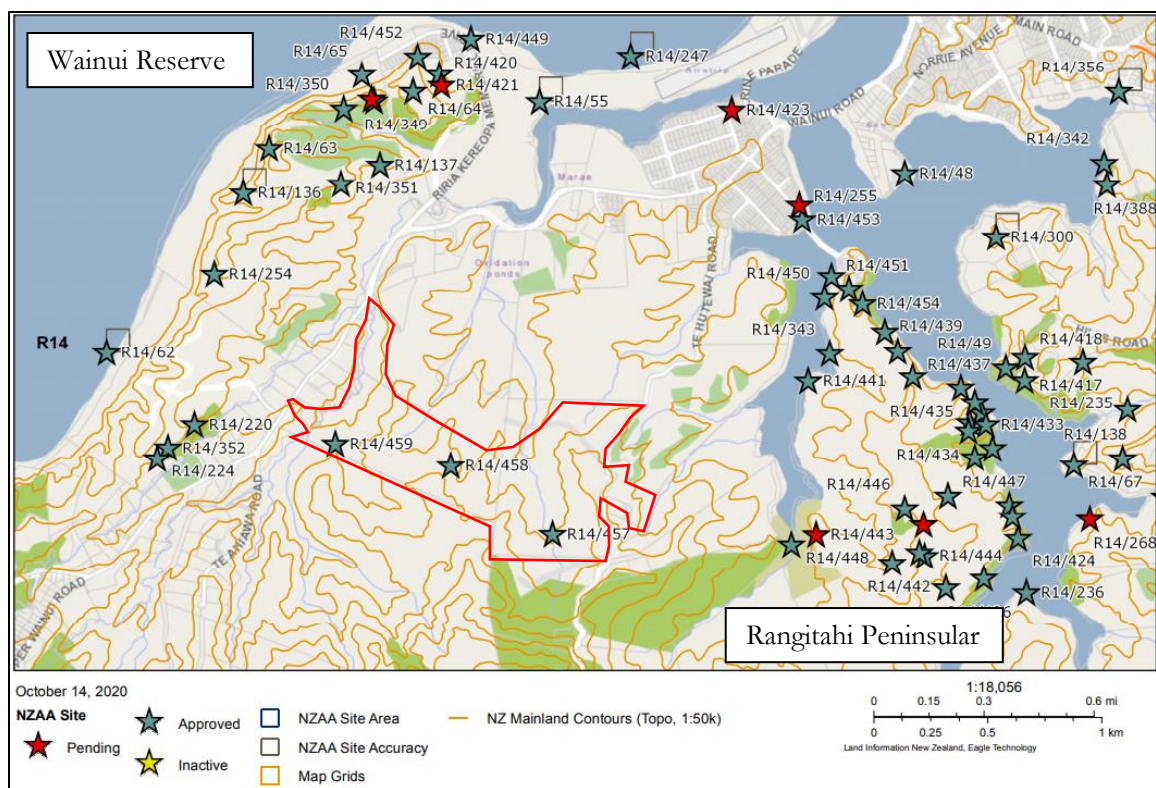 Wainui Reserve
R14/452
R14/449
R14/65
R14/420
R14/247
R14/350
R14/421
R14/64
R14/55
R14/349
R14/63
R14/137
R14/136
R14/351
RIRIA KEREOPA MEM
Marae
Oxidation
ponds
R14/254
R14
R14/62
R14/220
R14/352
R14/224
R14/459
R14/458
R14/457
TE AHIAWA ROAD
PER WAINUI ROAD
TE HUTEWAI ROAD
MAIN ROAD
NORRIE AVENUE
RINE PARADE
WAINUI ROAD
R14/356
R14/423
R14/342
R14/48
R14/388
R14/255
R14/453
R14/300
R14/450
R14/451
R14/454
R14/343
R14/439
R14/49
R14/418
R14/437
R14/441
R14/417
R14/235
R14/435
R14/433
R14/138
R14/434
R14/67
R14/446
R14/447
R14/443
R14/268
R14/448
R14/444
R14/424
R14/442
R14/236
Rangitahi Peninsular
October 14, 2020
NZAA Site
Pending
Approved
Inactive
NZAA Site Area
NZAA Site Accuracy
Map Grids
NZ Mainland Contours (Topo, 1:50k)
1:18,056
0 0.15 0.3 0.6 mi
0 0.25 0.5 1 km
Land Information New Zealand, Eagle Technology